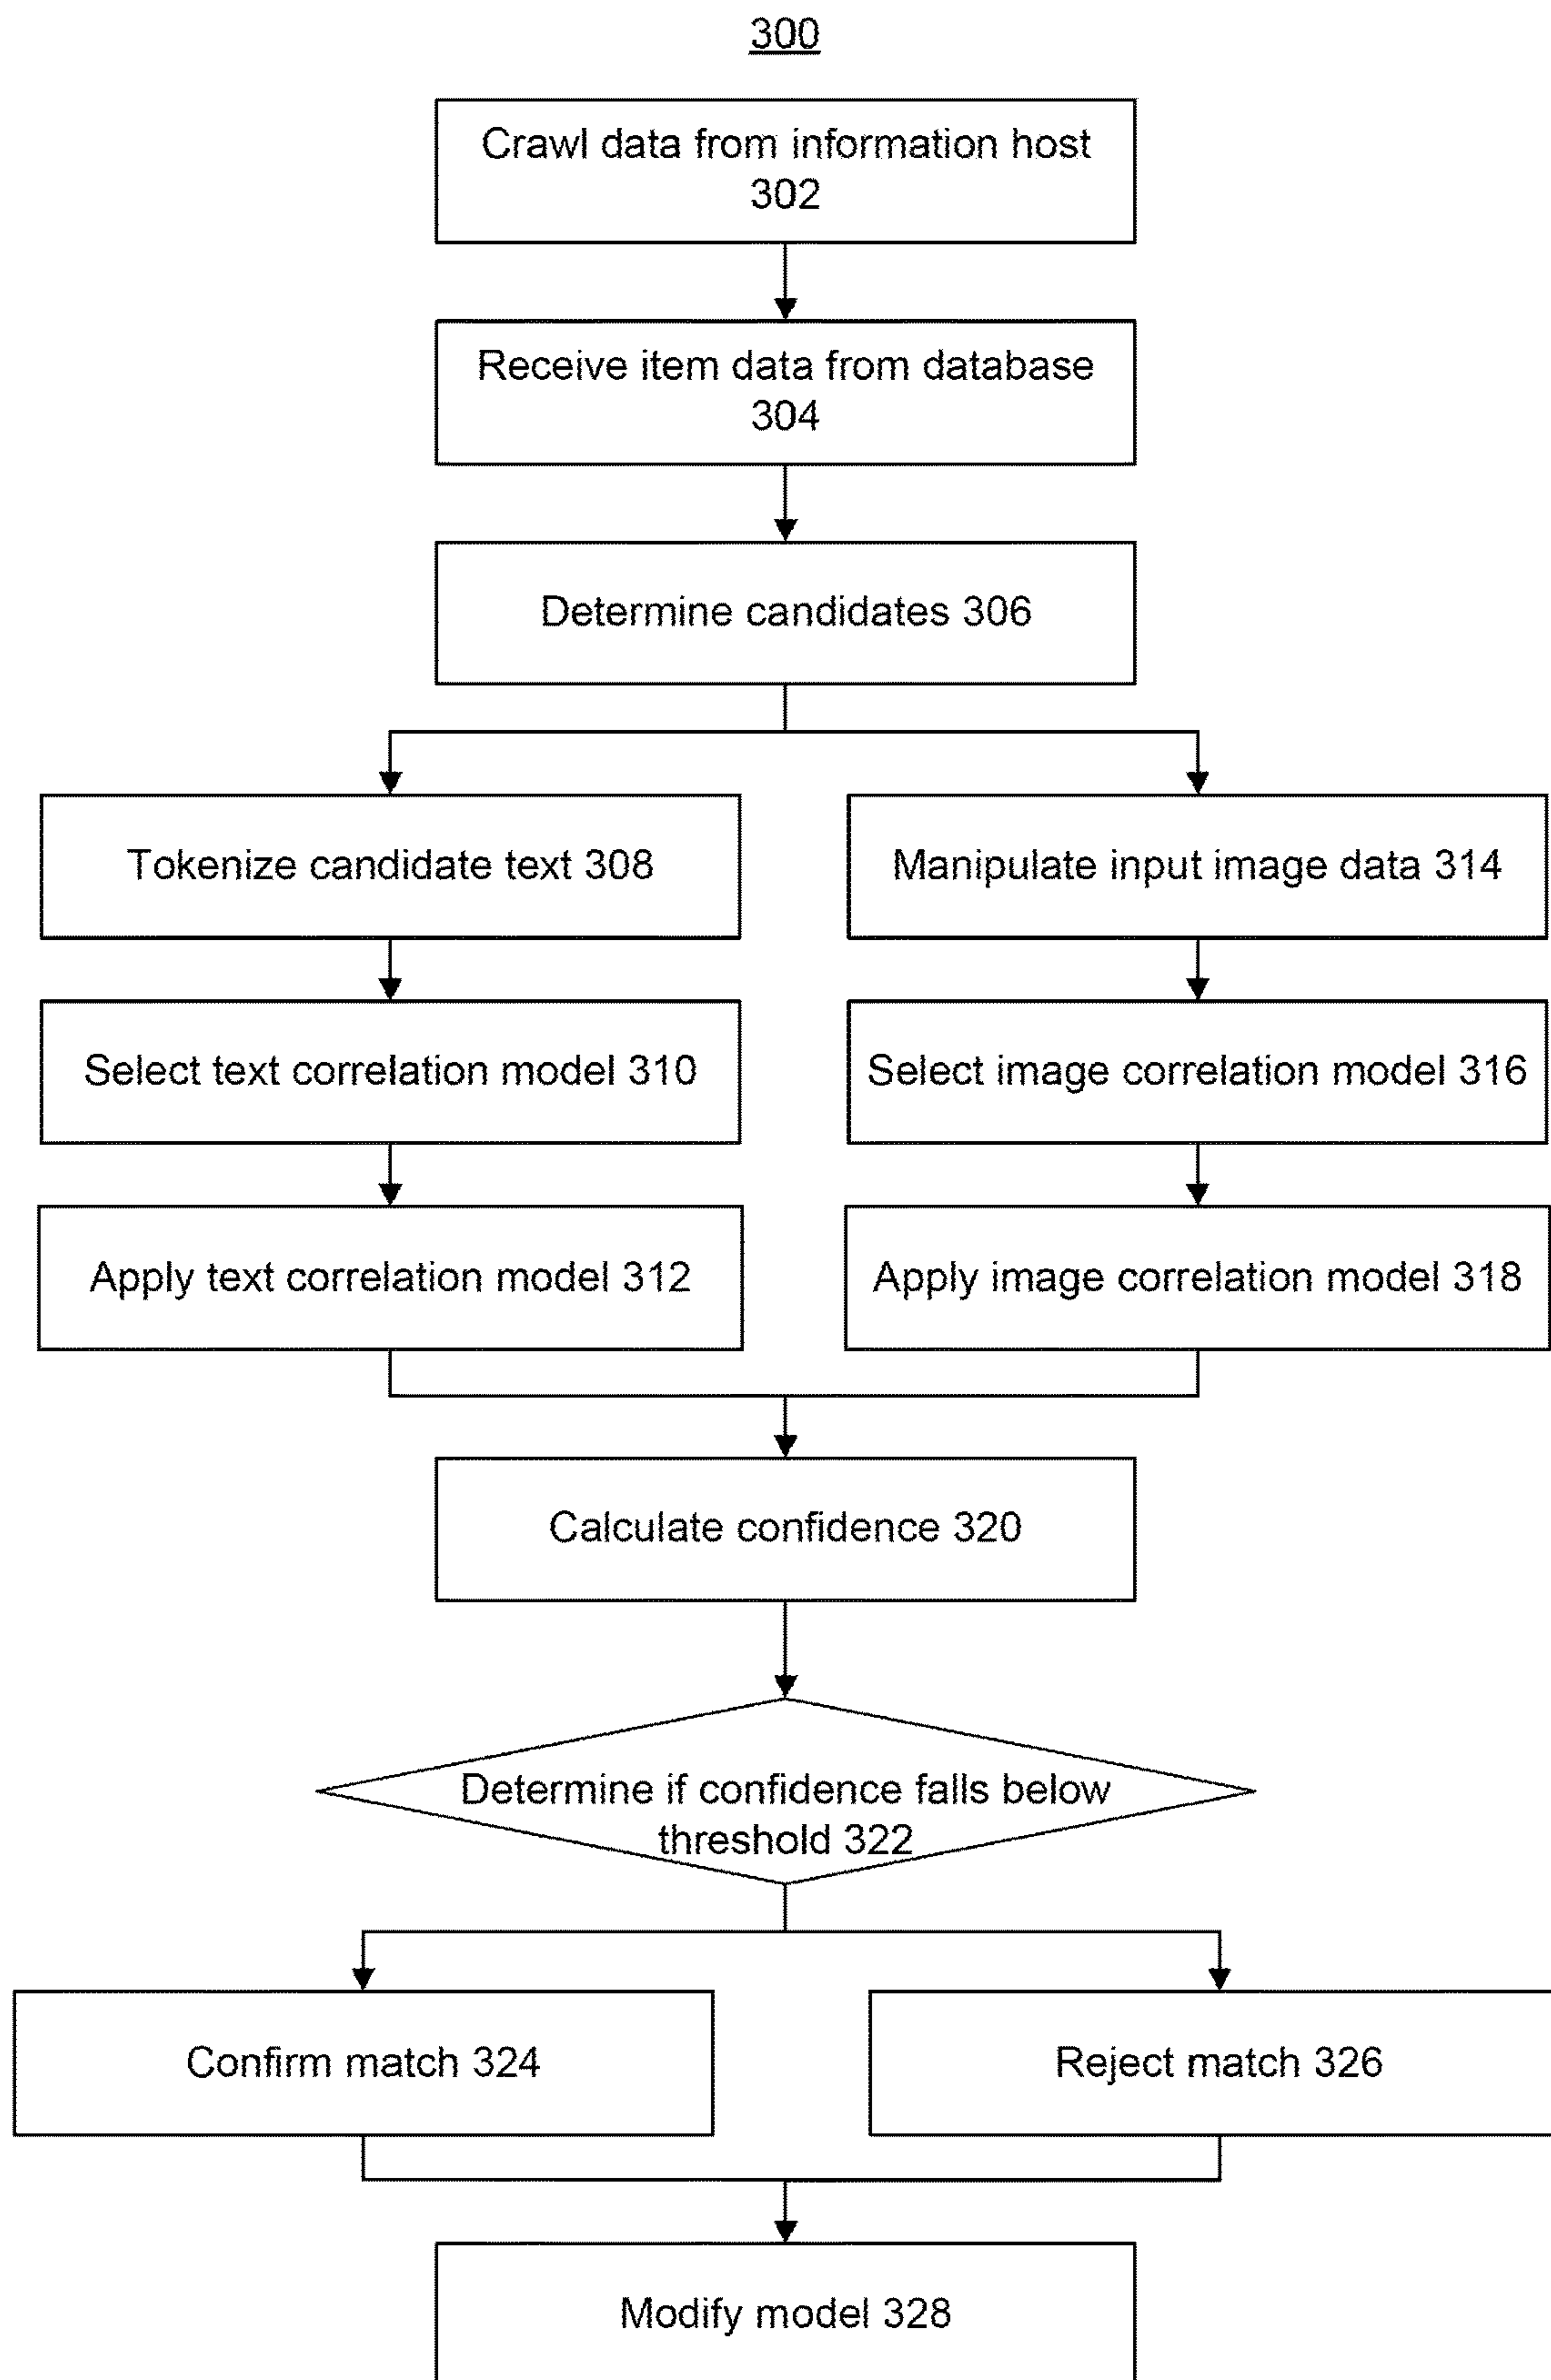 300
Crawl data from information host
302
Receive item data from database
304
Determine candidates 306
Tokenize candidate text 308
Manipulate input image data 314
Select text correlation model 310
Select image correlation model 316
Apply text correlation model 312
Apply image correlation model 318
Calculate confidence 320
Determine if confidence falls below
threshold 322
Confirm match 324
Reject match 326
Modify model 328